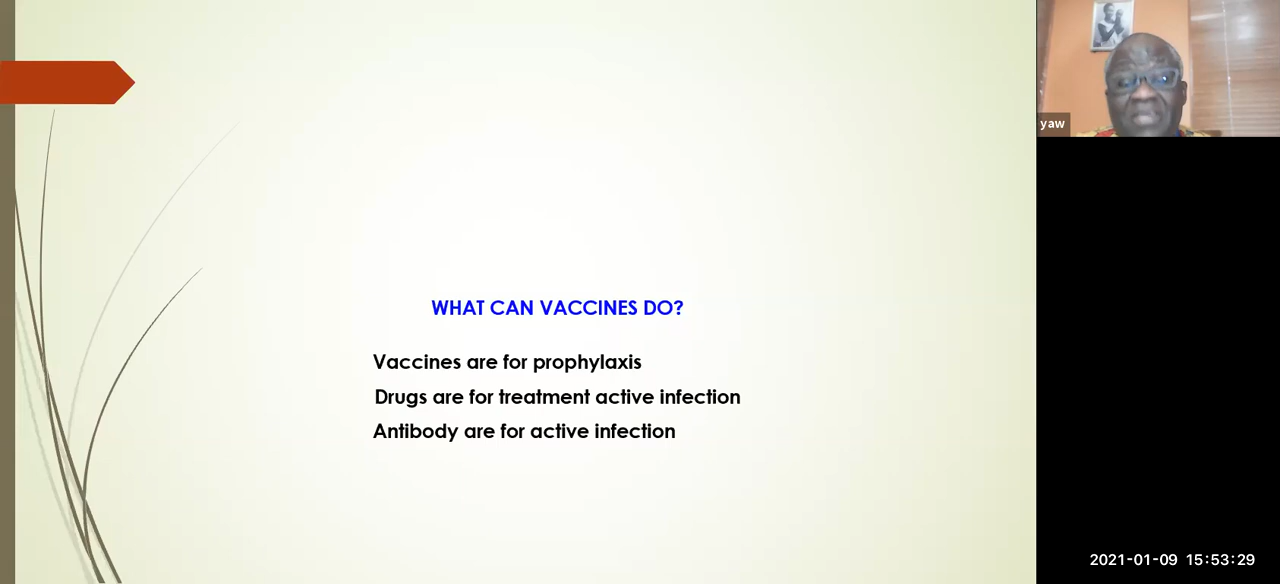 WHAT CAN VACCINES DO?
Vaccines are for prophylaxis
Drugs are for treatment active infection
Antibody are for active infection
yaw
2021-01-09 15:53:29